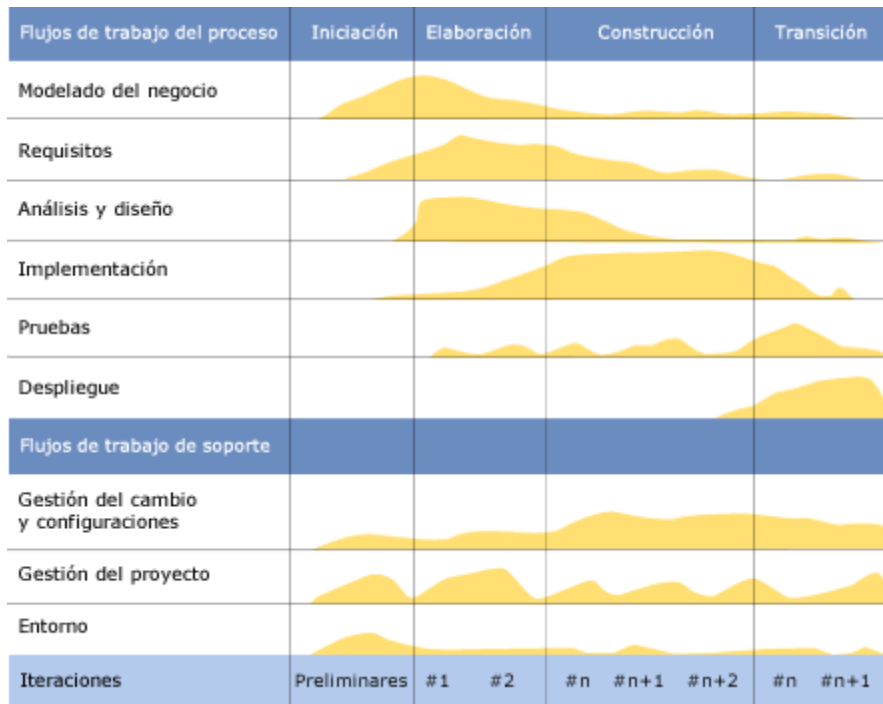 Flujos de trabajo del proceso Iniciación Elaboración Construcción Transición
Modelado del negocio
Requisitos
Análisis y diseño
Implementación
Pruebas
Despliegue
Flujos de trabajo de soporte
Gestión del cambio
y configuraciones
Gestión del proyecto
Entorno
Iteraciones Preliminares #1 #2 #n #n+1 #n+2 #n #n+1